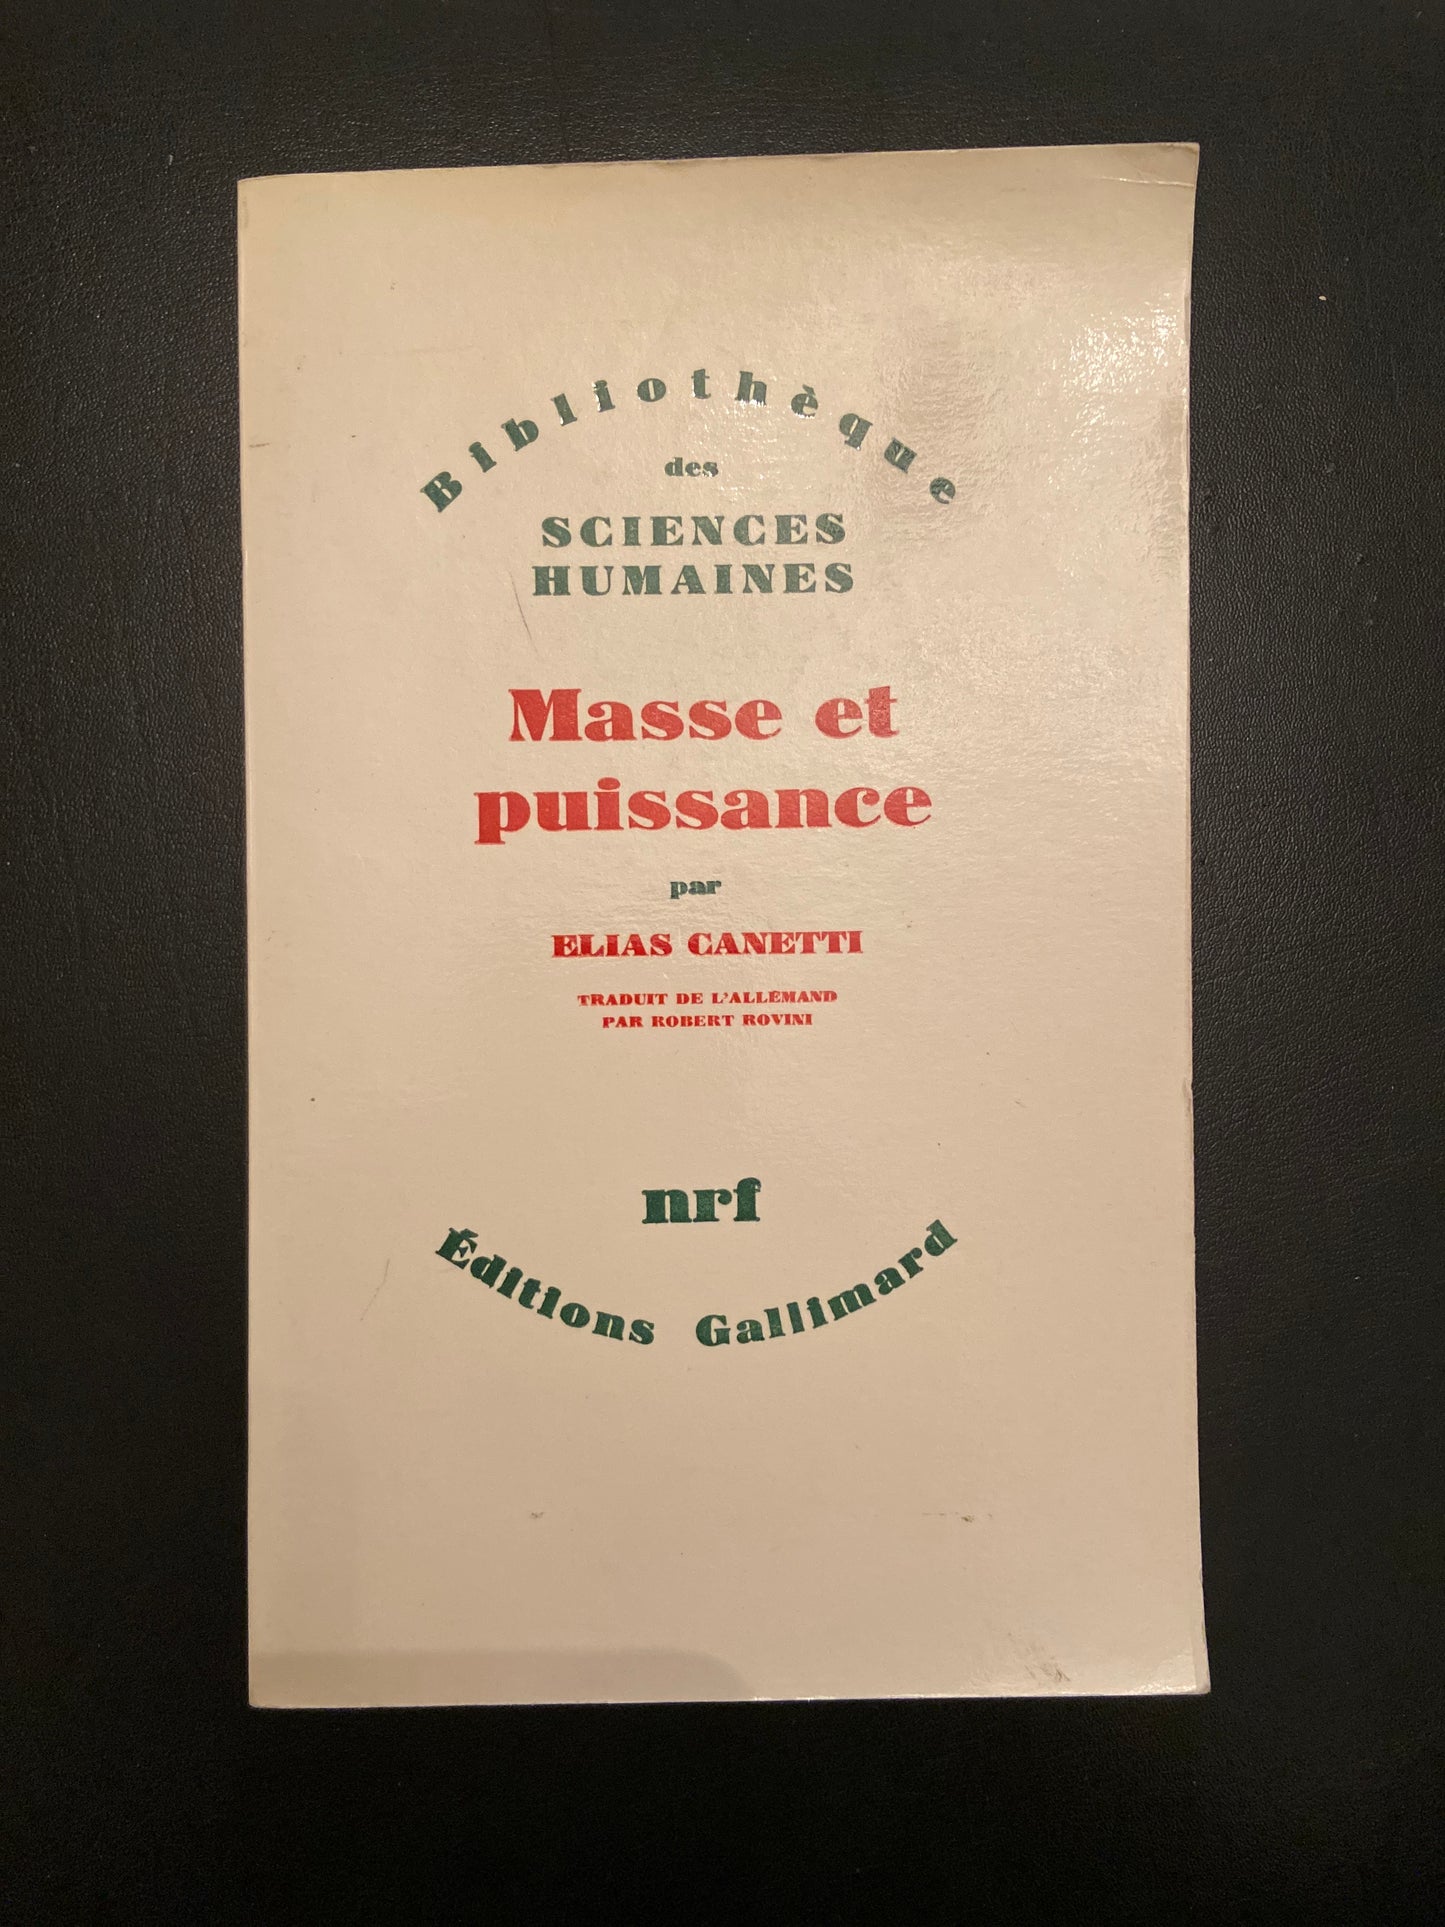 Bibliothèque
des
SCIENCES
HUMAINES
Masse et
puissance
par
ELIAS CANETTI
TRADUIT DE L'ALLEMAND
PAR ROBERT ROVINI
nrf
Éditions Gallimard